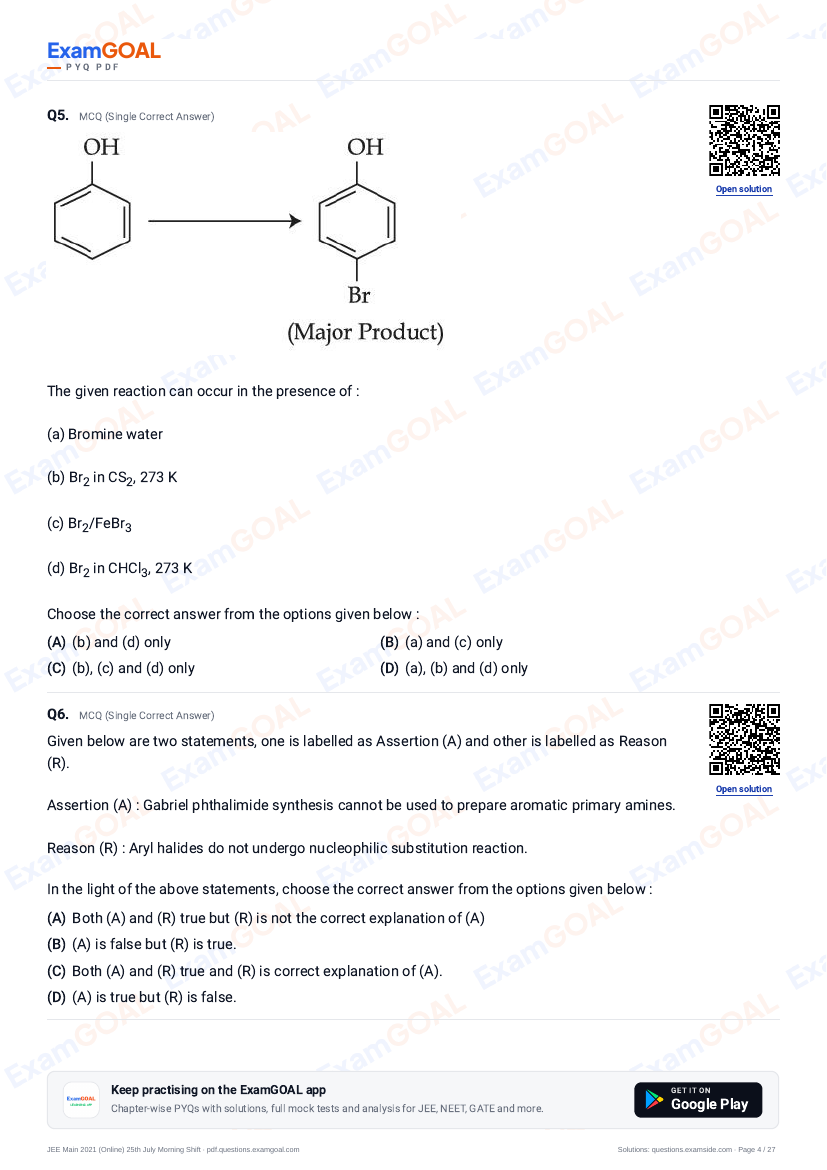 ExamGOAL
PYQ PDF
Q5. MCQ (Single Correct Answer)
Open solution
OH OH
Br
(Major Product)
The given reaction can occur in the presence of :
(a) Bromine water
(b) Br2 in CS2, 273 K
(c) Br2/FeBr3
(d) Br2 in CHCl3, 273 K
Choose the correct answer from the options given below :
(A) (b) and (d) only (B) (a) and (c) only
(C) (b), (c) and (d) only (D) (a), (b) and (d) only
Q6. MCQ (Single Correct Answer)
Open solution
Given below are two statements, one is labelled as Assertion (A) and other is labelled as Reason
(R).
Assertion (A) : Gabriel phthalimide synthesis cannot be used to prepare aromatic primary amines.
Reason (R) : Aryl halides do not undergo nucleophilic substitution reaction.
In the light of the above statements, choose the correct answer from the options given below :
(A) Both (A) and (R) true but (R) is not the correct explanation of (A)
(B) (A) is false but (R) is true.
(C) Both (A) and (R) true and (R) is correct explanation of (A).
(D) (A) is true but (R) is false.
ExamGOAL
Keep practising on the ExamGOAL app
Chapter-wise PYQs with solutions, full mock tests and analysis for JEE, NEET, GATE and more.
GET IT ON
Google Play
JEE Main 2021 (Online) 25th July Morning Shift · pdf.questions.examgoal.com
Solutions: questions.examside.com · Page 4 / 27